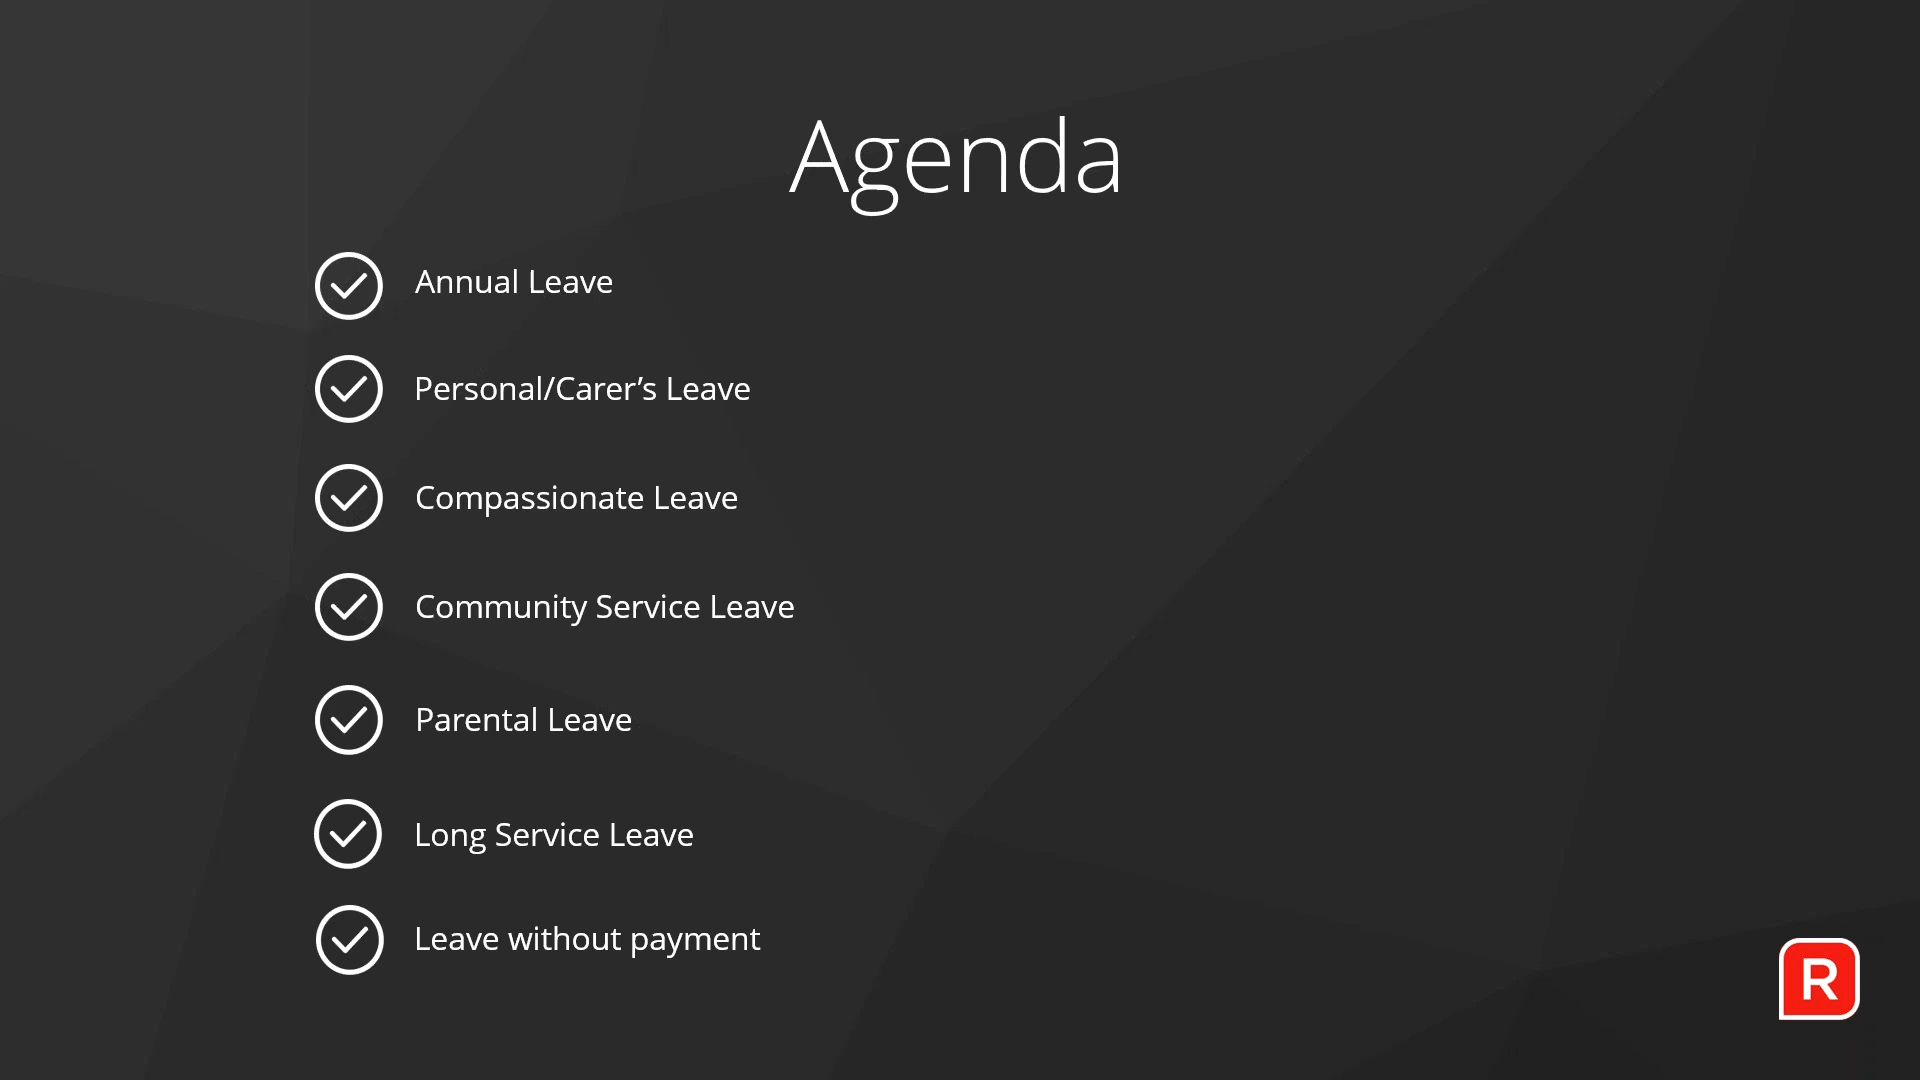 Agenda
Annual Leave
Personal/Carer’s Leave
Compassionate Leave
Community Service Leave
Parental Leave
Long Service Leave
Leave without payment
R